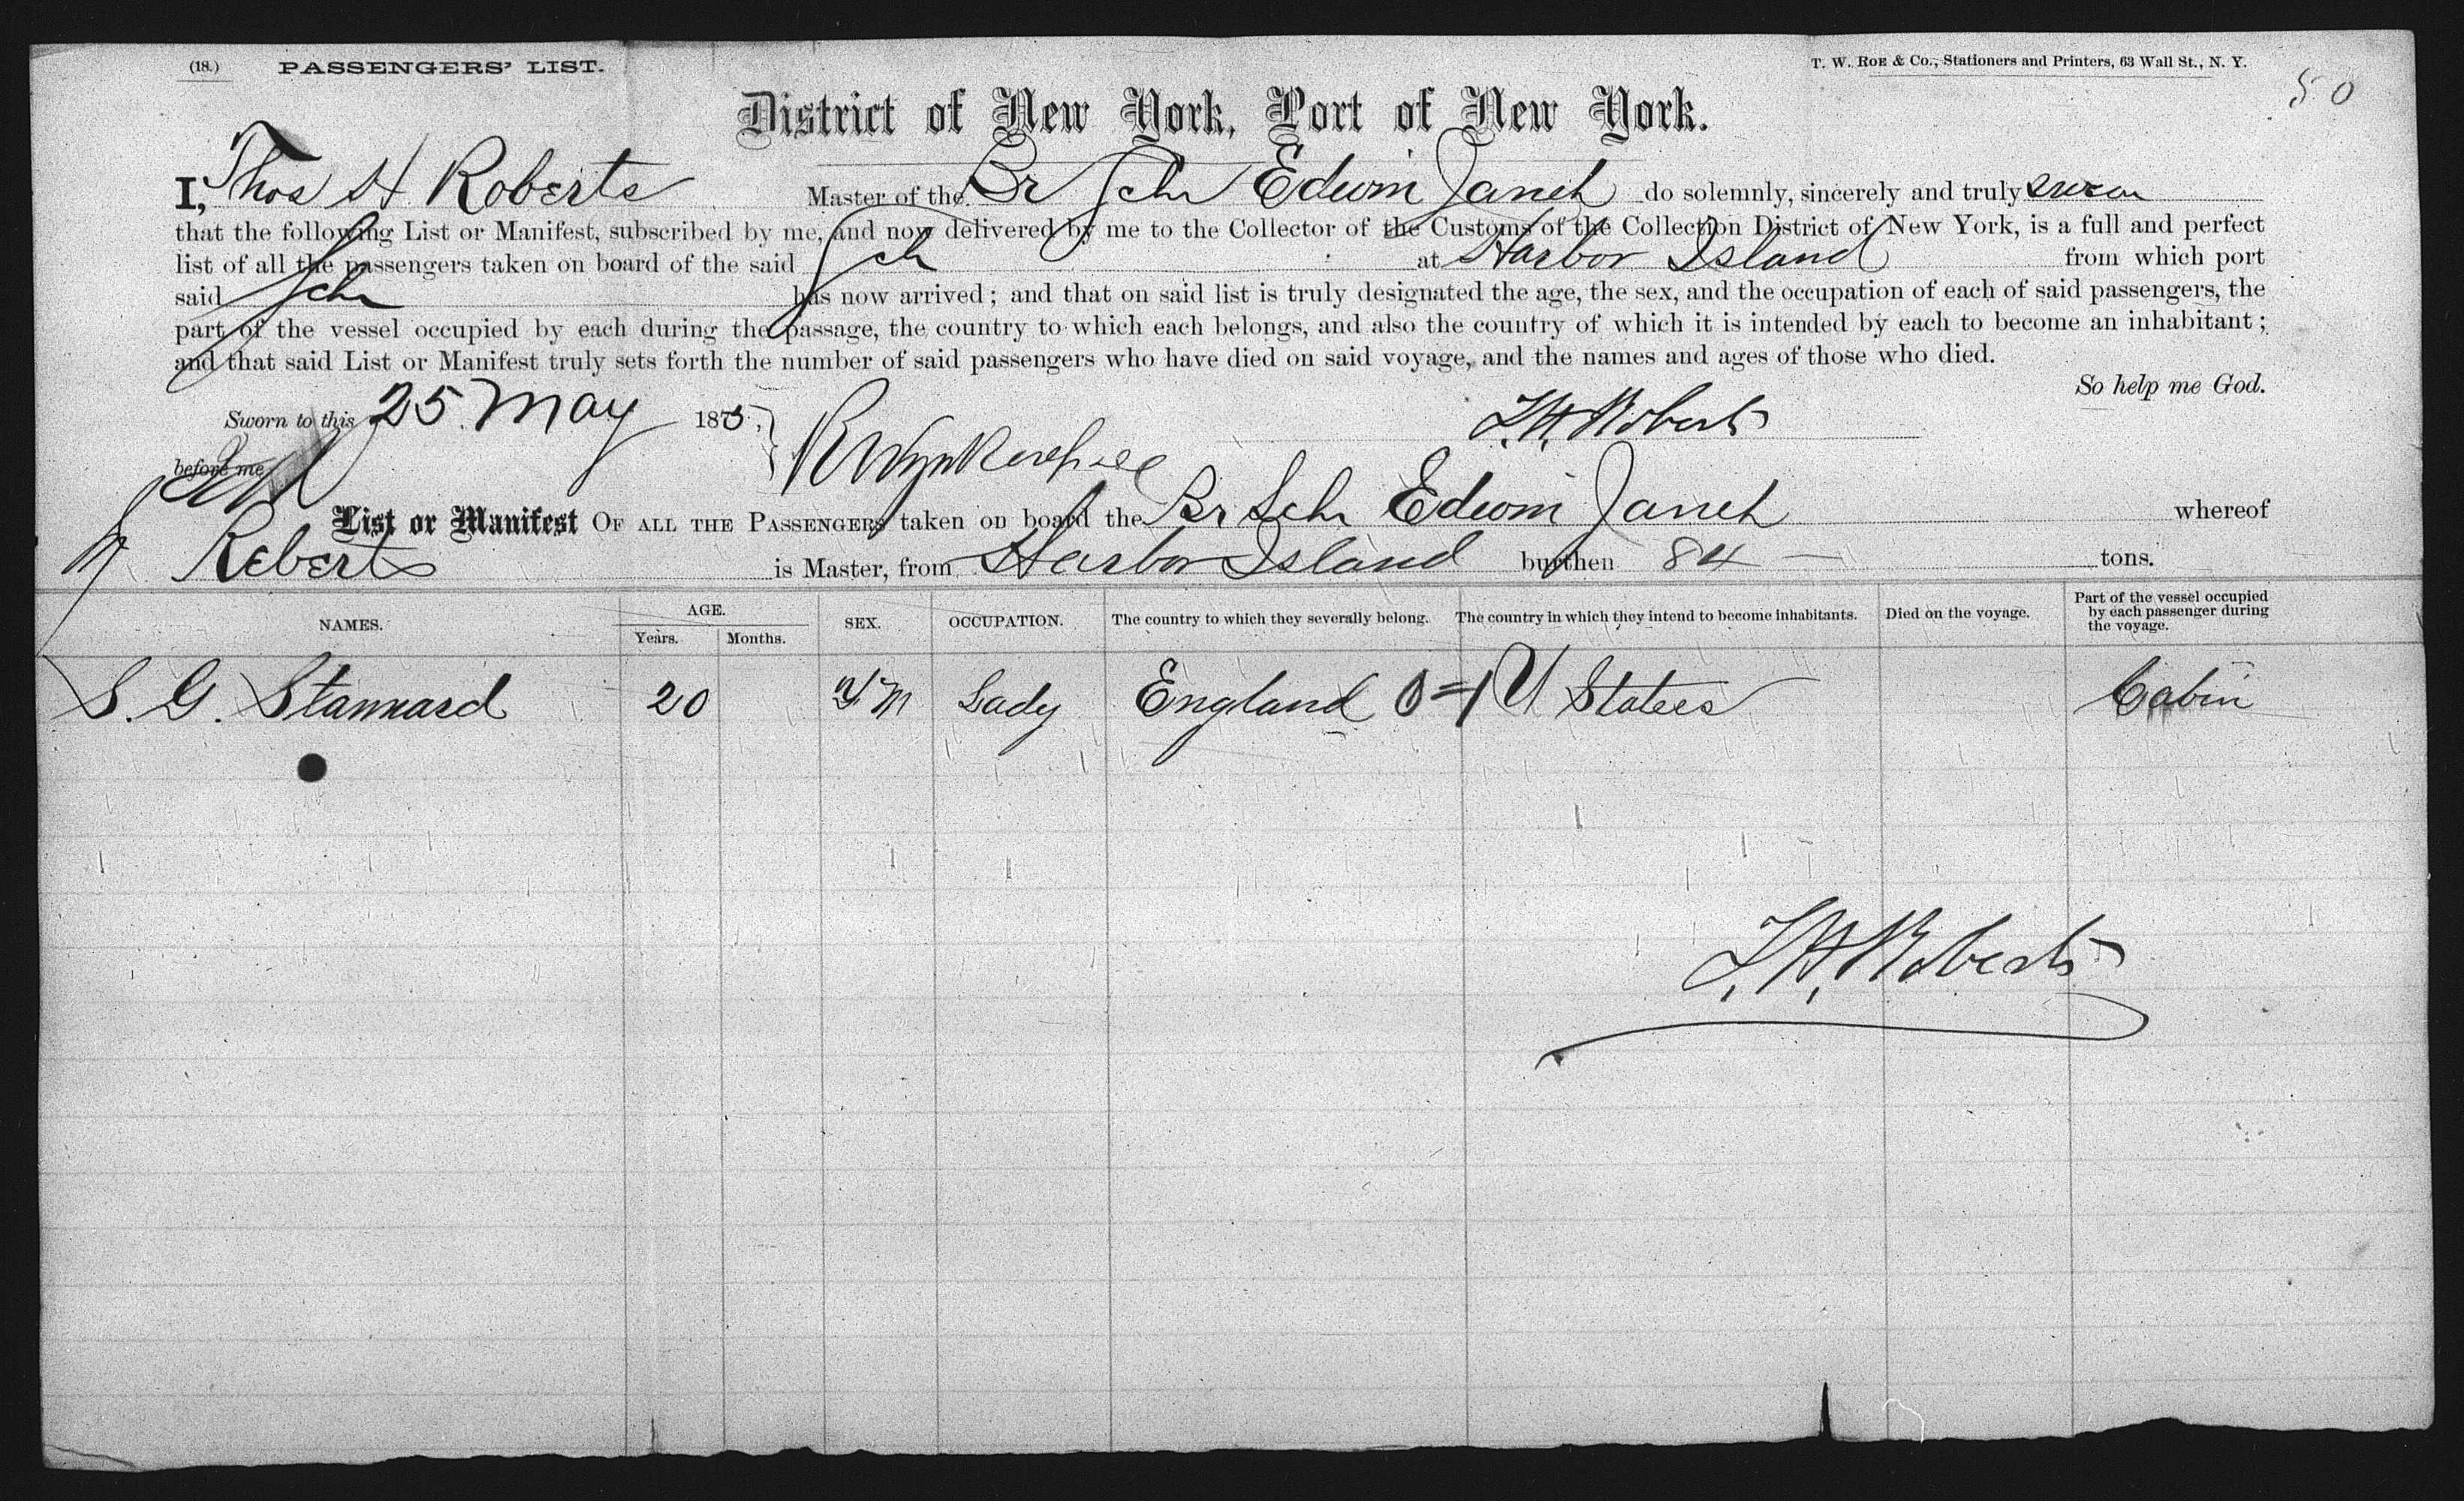 (18.) PASSENGERS' LIST. T. W. ROE & CO., Stationers and Printers, 63 Wall St., N. Y.
50
District of New York, Port of New York.
I, Thos H Roberts Master of the Br Schr Edwin Janet do solemnly, sincerely and truly swear
that the following List or Manifest, subscribed by me, and now delivered by me to the Collector of the Customs of the Collection District of New York, is a full and perfect
list of all the passengers taken on board of the said Sch at Harbor Island from which port
said Schr has now arrived; and that on said list is truly designated the age, the sex, and the occupation of each of said passengers, the
part of the vessel occupied by each during the passage, the country to which each belongs, and also the country of which it is intended by each to become an inhabitant;
and that said List or Manifest truly sets forth the number of said passengers who have died on said voyage, and the names and ages of those who died.
So help me God.
Sworn to this 25 May 1875, T. H. Roberts
before me
List or Manifest OF ALL THE PASSENGERS taken on board the Br Schr Edwin Janet whereof
Roberts is Master, from Harbor Island burthen 84 tons.
NAMES. AGE. Years. Months. SEX. OCCUPATION. The country to which they severally belong. The country in which they intend to become inhabitants. Died on the voyage. Part of the vessel occupied by each passenger during the voyage.
S. G. Stannard 20 M Lady England U States Cabin
T. H. Roberts